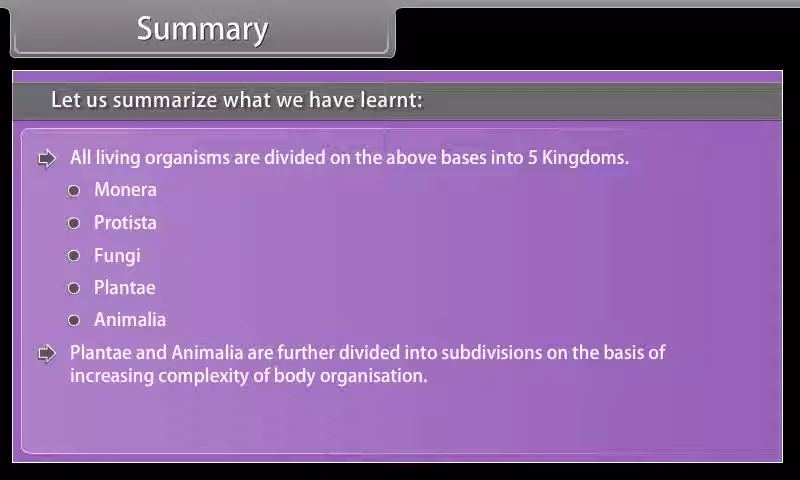 Summary
Let us summarize what we have learnt:
All living organisms are divided on the above bases into 5 Kingdoms.
Monera
Protista
Fungi
Plantae
Animalia
Plantae and Animalia are further divided into subdivisions on the basis of
increasing complexity of body organisation.